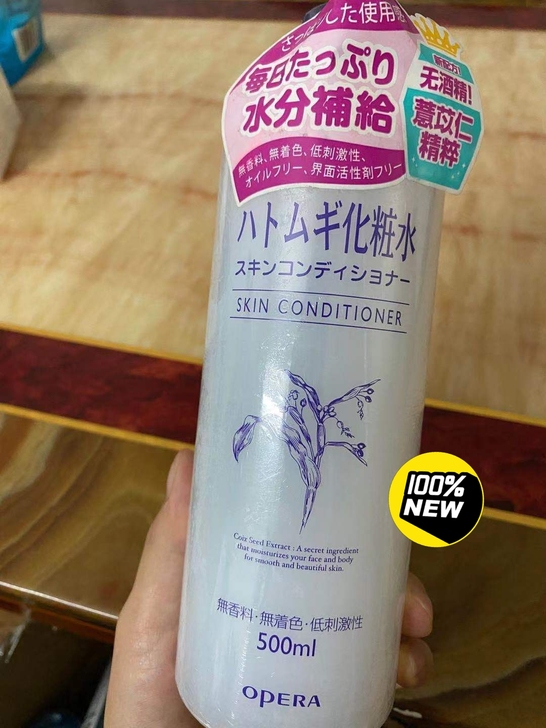 さっぱりした使用感
毎日たっぷり
水分補給
無香料、無着色、低刺激性、
オイルフリー、界面活性剤フリー
新配方
无酒精!
薏苡仁
精粹
ハトムギ化粧水
スキンコンディショナー
SKIN CONDITIONER
100%
NEW
Coix Seed Extract : A secret ingredient
that moisturizes your face and body
for smooth and beautiful skin.
無香料・無着色・低刺激性
500ml
OPERA